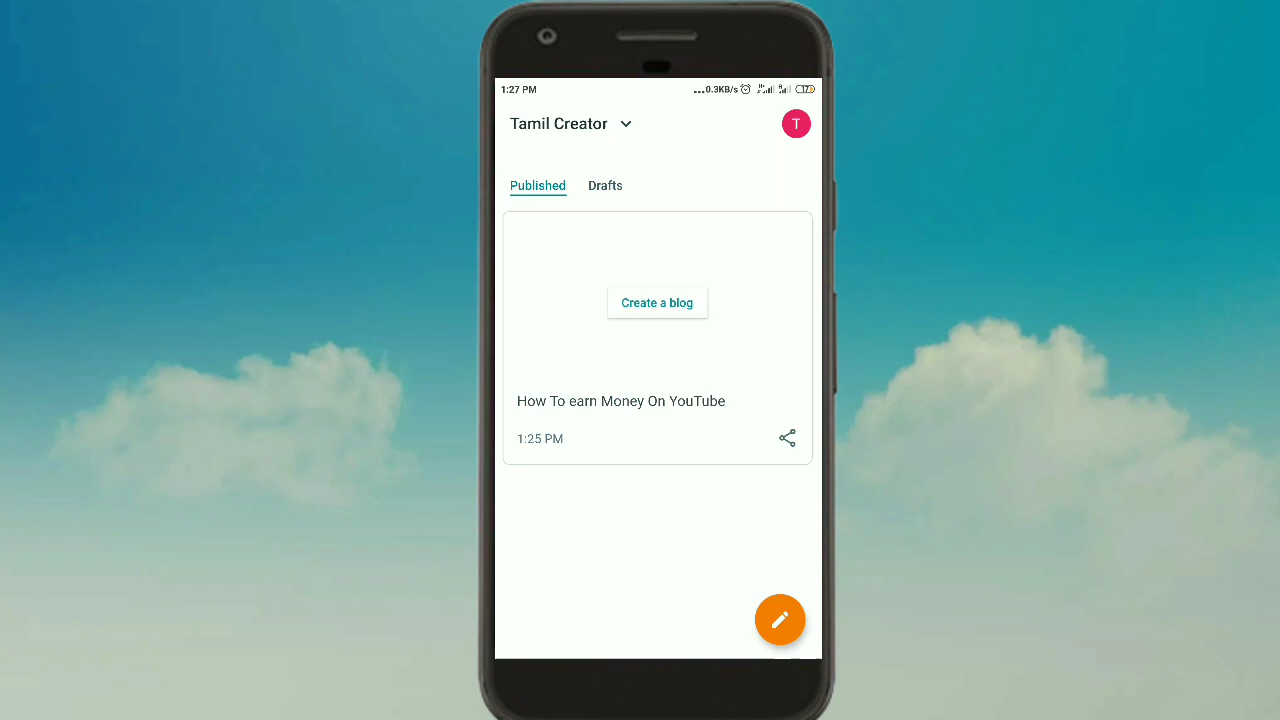 1:27 PM
...0.3KB/s 17
Tamil Creator
T
Published Drafts
Create a blog
How To earn Money On YouTube
1:25 PM